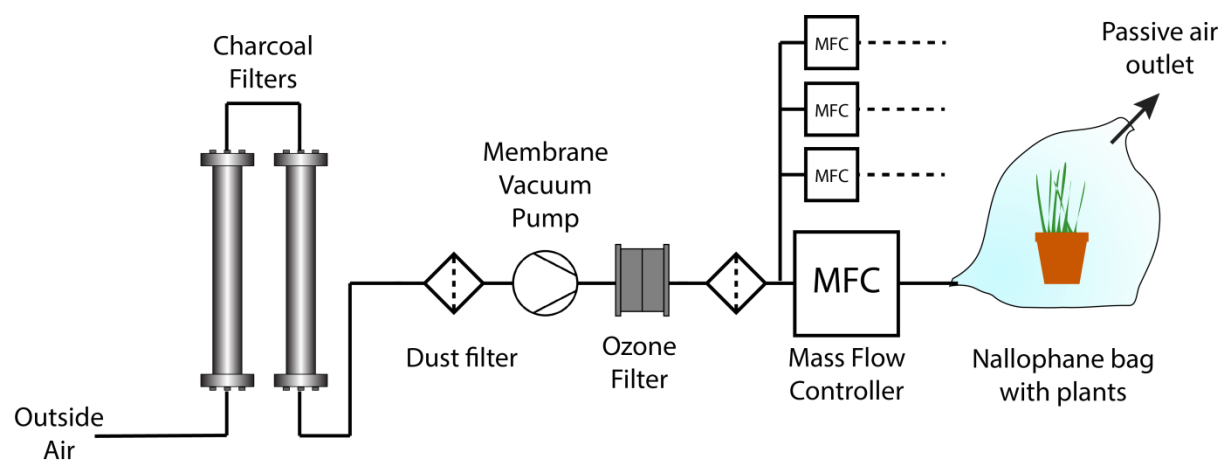 Charcoal
Filters
MFC
MFC
MFC
Passive air
outlet
Membrane
Vacuum
Pump
MFC
Dust filter
Ozone
Filter
Mass Flow
Controller
Nallophane bag
with plants
Outside
Air